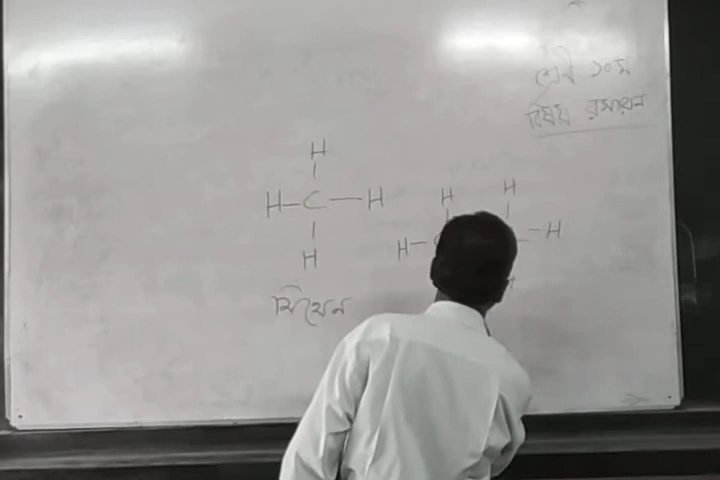 শ্রেণী ১০ম
বিষয় রসায়ন
H
H—C—H
H
মিথেন
H H
H— —H